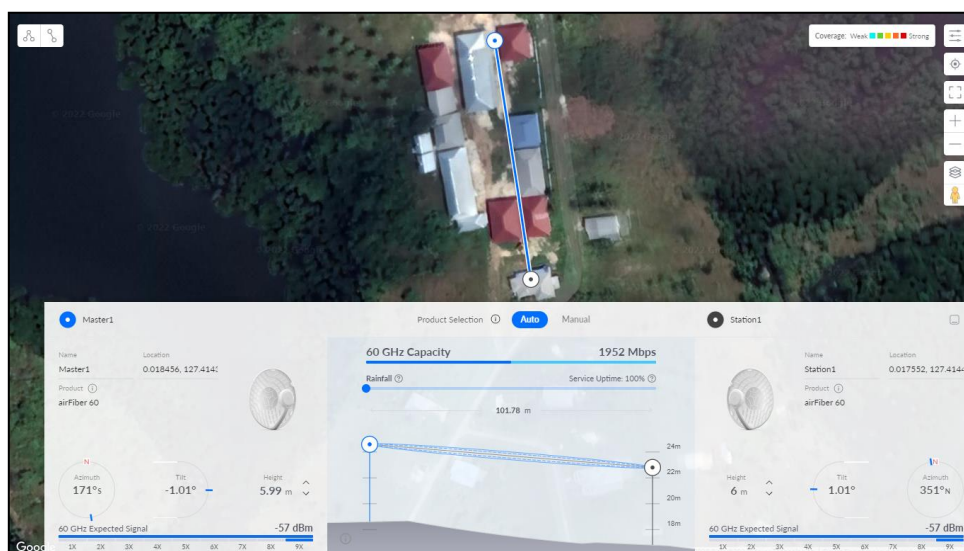 Coverage: Weak Strong
© 2022 Google
© 2022 Google
Master1
Product Selection
Auto
Manual
Station1
Name
Location
Master1
0.018456, 127.414
Product
airFiber 60
N
Azimuth
171°s
Tilt
-1.01°
Height
5.99 m
60 GHz Expected Signal
-57 dBm
1X 2X 3X 4X 5X 6X 7X 8X 9X
60 GHz Capacity
1952 Mbps
Rainfall
Service Uptime: 100%
101.78 m
24m
22m
20m
18m
Name
Location
Station1
0.017552, 127.4144
Product
airFiber 60
Height
6 m
Tilt
1.01°
N
Azimuth
351°N
60 GHz Expected Signal
-57 dBm
1X 2X 3X 4X 5X 6X 7X 8X 9X